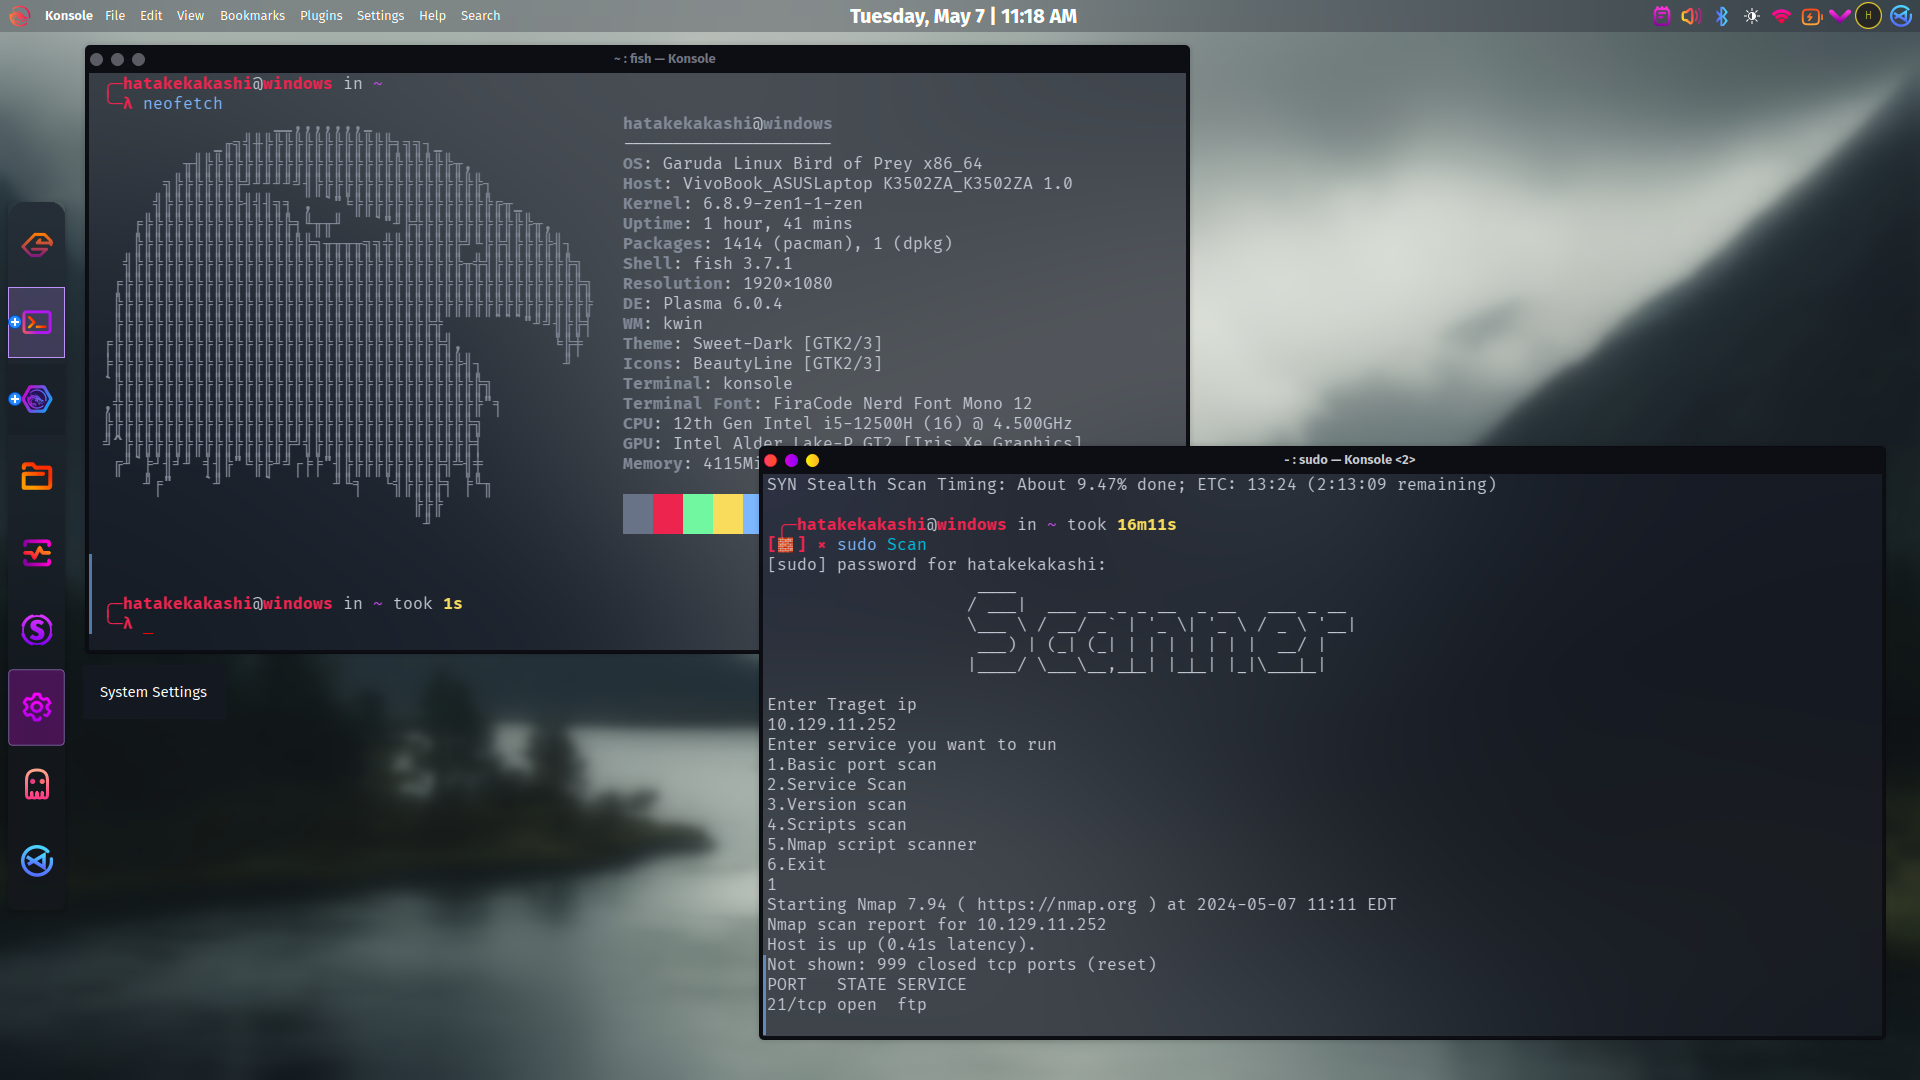 Konsole File Edit View Bookmarks Plugins Settings Help Search
Tuesday, May 7 | 11:18 AM
H
~ : fish — Konsole
hatakekakashi@windows in ~
λ neofetch
hatakekakashi@windows
OS: Garuda Linux Bird of Prey x86_64
Host: VivoBook_ASUSLaptop K3502ZA_K3502ZA 1.0
Kernel: 6.8.9-zen1-1-zen
Uptime: 1 hour, 41 mins
Packages: 1414 (pacman), 1 (dpkg)
Shell: fish 3.7.1
Resolution: 1920×1080
DE: Plasma 6.0.4
WM: kwin
Theme: Sweet-Dark [GTK2/3]
Icons: BeautyLine [GTK2/3]
Terminal: konsole
Terminal Font: FiraCode Nerd Font Mono 12
CPU: 12th Gen Intel i5-12500H (16) @ 4.500GHz
GPU: Intel Alder Lake-P GT2 [Iris Xe Graphics]
Memory: 4115Mi
hatakekakashi@windows in ~ took 1s
λ _
System Settings
~ : sudo — Konsole <2>
SYN Stealth Scan Timing: About 9.47% done; ETC: 13:24 (2:13:09 remaining)
hatakekakashi@windows in ~ took 16m11s
[🧱] × sudo Scan
[sudo] password for hatakekakashi:
Scanner
Enter Traget ip
10.129.11.252
Enter service you want to run
1.Basic port scan
2.Service Scan
3.Version scan
4.Scripts scan
5.Nmap script scanner
6.Exit
1
Starting Nmap 7.94 ( https://nmap.org ) at 2024-05-07 11:11 EDT
Nmap scan report for 10.129.11.252
Host is up (0.41s latency).
Not shown: 999 closed tcp ports (reset)
PORT STATE SERVICE
21/tcp open ftp